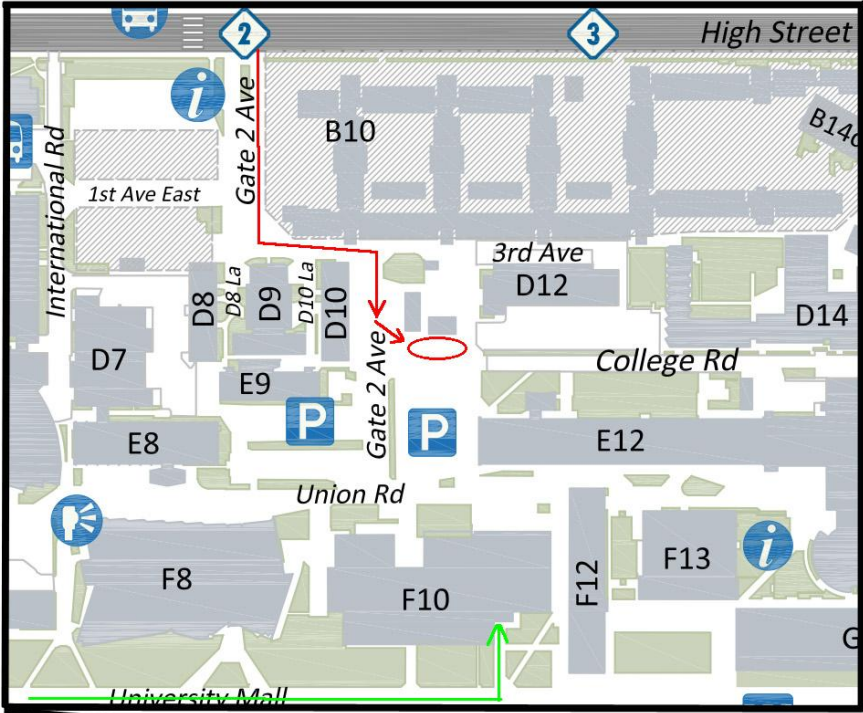 2
3
High Street
B10
B14
Gate 2 Ave
International Rd
1st Ave East
3rd Ave
D8
D8 La
D9
D10 La
D10
D12
D14
D7
College Rd
E9
Gate 2 Ave
P
P
E8
E12
Union Rd
F8
F10
F12
F13
G
University Mall
i
i